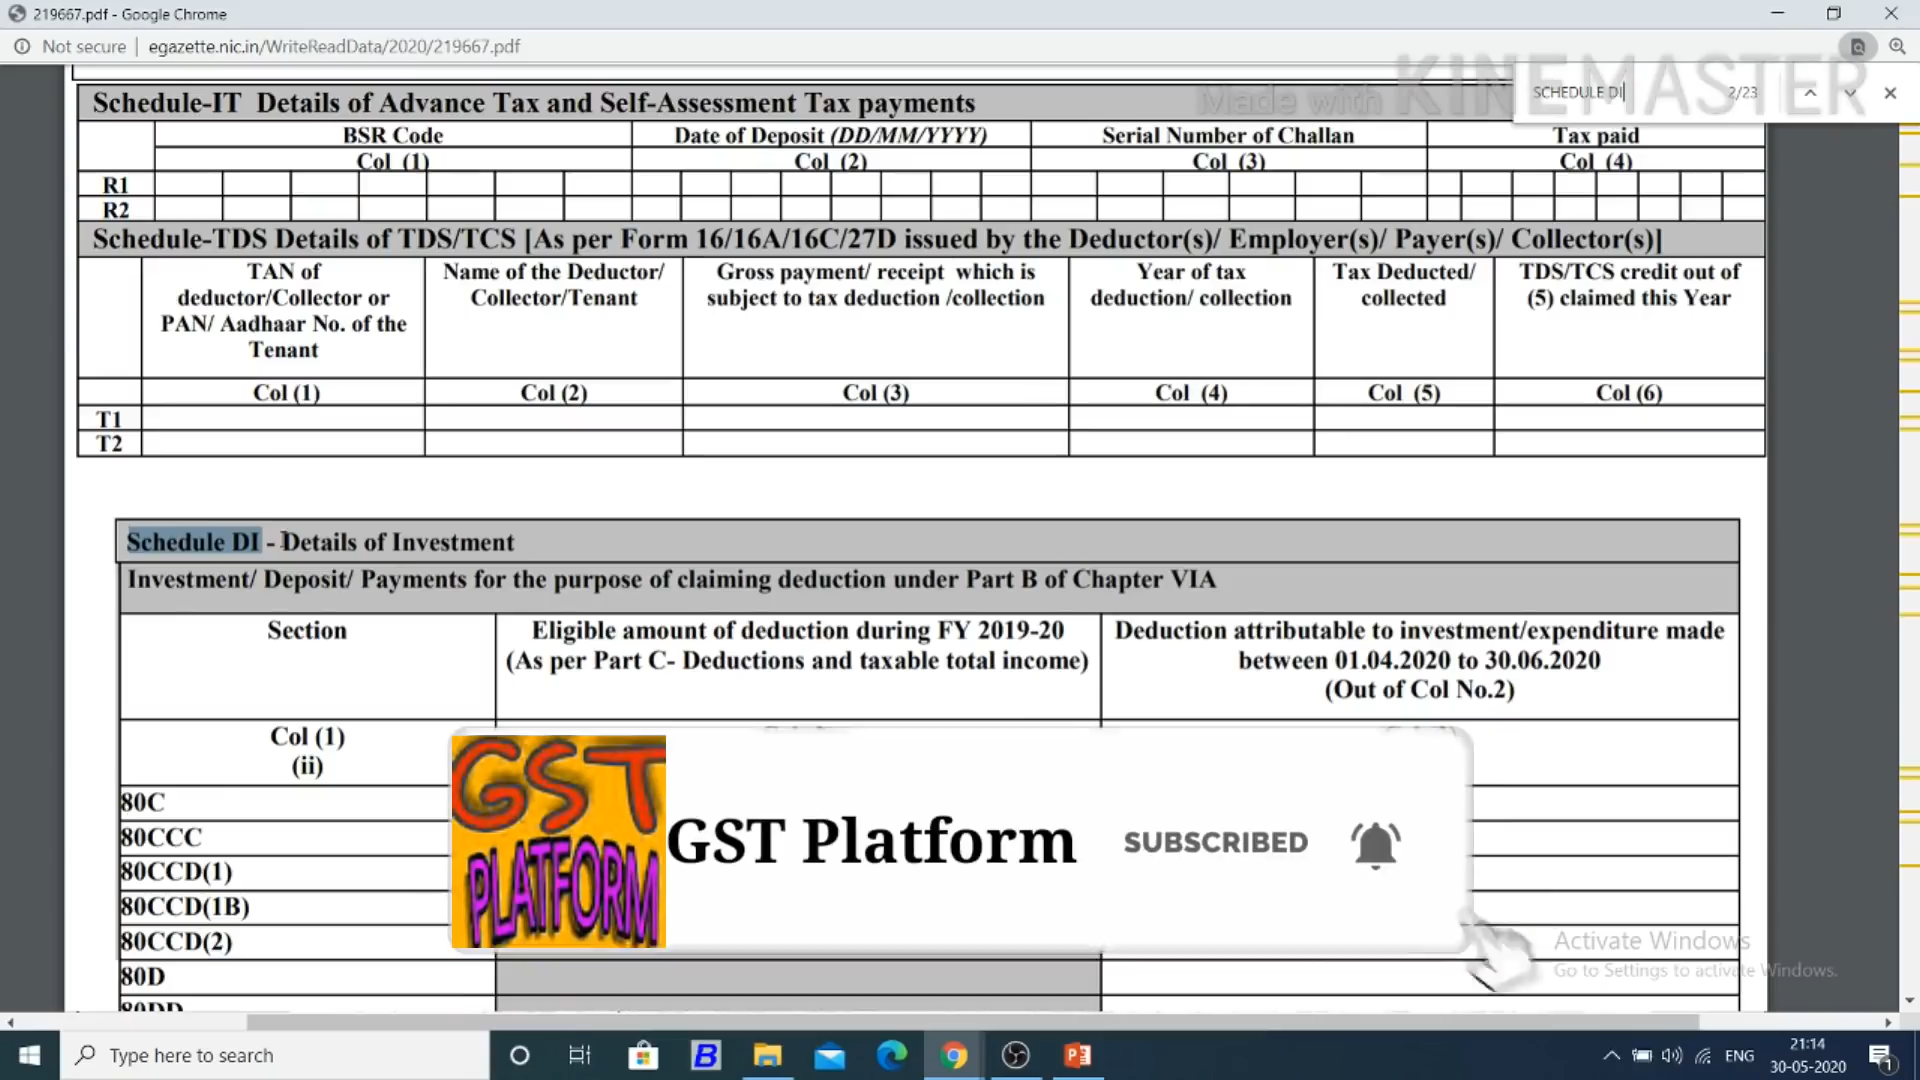 219667.pdf - Google Chrome
Not secure | egazette.nic.in/WriteReadData/2020/219667.pdf
Made with KINEMASTER
SCHEDULE DI 2/23
Schedule-IT Details of Advance Tax and Self-Assessment Tax payments
BSR Code Date of Deposit (DD/MM/YYYY) Serial Number of Challan Tax paid
Col (1) Col (2) Col (3) Col (4)
R1
R2
Schedule-TDS Details of TDS/TCS [As per Form 16/16A/16C/27D issued by the Deductor(s)/ Employer(s)/ Payer(s)/ Collector(s)]
TAN of deductor/Collector or PAN/ Aadhaar No. of the Tenant
Name of the Deductor/ Collector/Tenant
Gross payment/ receipt which is subject to tax deduction /collection
Year of tax deduction/ collection
Tax Deducted/ collected
TDS/TCS credit out of (5) claimed this Year
Col (1) Col (2) Col (3) Col (4) Col (5) Col (6)
T1
T2
Schedule DI - Details of Investment
Investment/ Deposit/ Payments for the purpose of claiming deduction under Part B of Chapter VIA
Section
Eligible amount of deduction during FY 2019-20
(As per Part C- Deductions and taxable total income)
Deduction attributable to investment/expenditure made
between 01.04.2020 to 30.06.2020
(Out of Col No.2)
Col (1)
(ii)
80C
80CCC
80CCD(1)
80CCD(1B)
80CCD(2)
80D
80DD
GST PLATFORM
GST Platform SUBSCRIBED
Activate Windows
Go to Settings to activate Windows.
Type here to search
ENG
21:14
30-05-2020
1